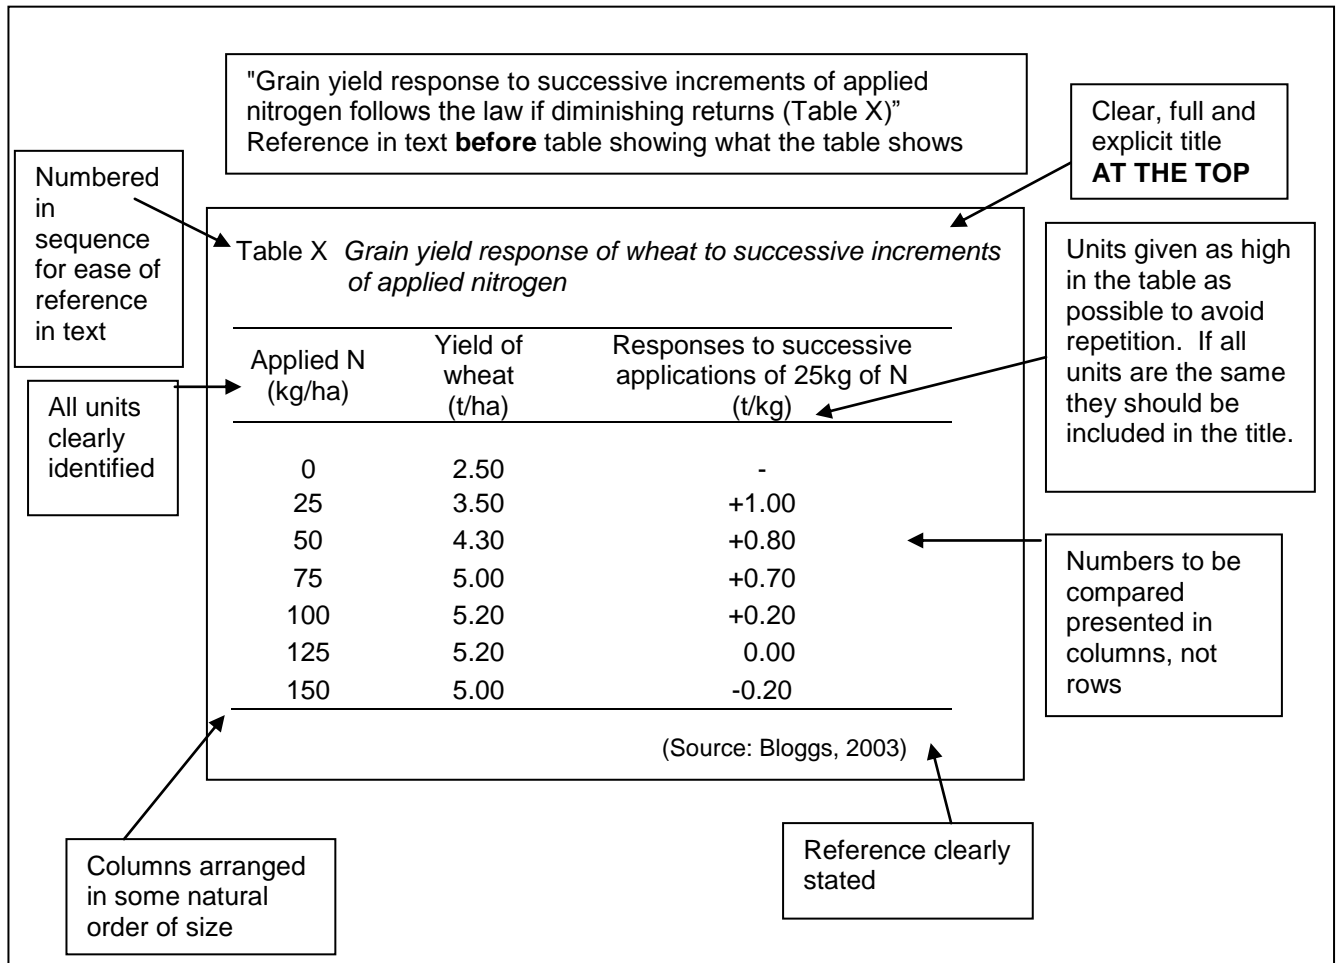 "Grain yield response to successive increments of applied
nitrogen follows the law if diminishing returns (Table X)”
Reference in text before table showing what the table shows
Clear, full and
explicit title
AT THE TOP
Numbered
in
sequence
for ease of
reference
in text
Table X Grain yield response of wheat to successive increments
of applied nitrogen
Units given as high
in the table as
possible to avoid
repetition. If all
units are the same
they should be
included in the title.
All units
clearly
identified
Applied N
(kg/ha)
Yield of
wheat
(t/ha)
Responses to successive
applications of 25kg of N
(t/kg)
0 2.50 -
25 3.50 +1.00
50 4.30 +0.80
75 5.00 +0.70
100 5.20 +0.20
125 5.20 0.00
150 5.00 -0.20
Numbers to be
compared
presented in
columns, not
rows
(Source: Bloggs, 2003)
Columns arranged
in some natural
order of size
Reference clearly
stated